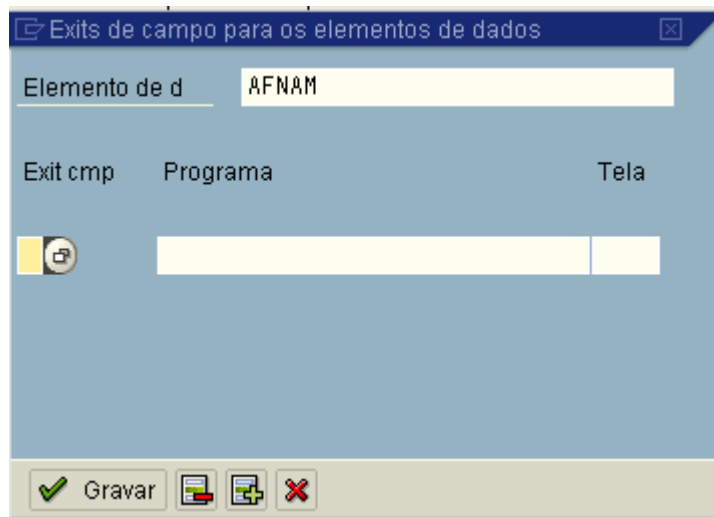 Exits de campo para os elementos de dados
Elemento de d AFNAM
Exit cmp Programa Tela
Gravar